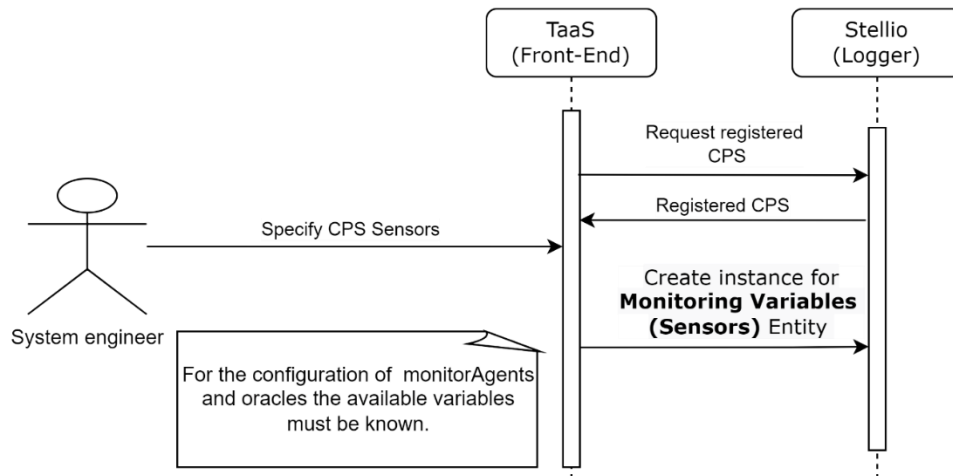 TaaS
(Front-End)
Stellio
(Logger)
Request registered
CPS
Registered CPS
Specify CPS Sensors
Create instance for
Monitoring Variables
(Sensors) Entity
System engineer
For the configuration of monitorAgents
and oracles the available variables
must be known.